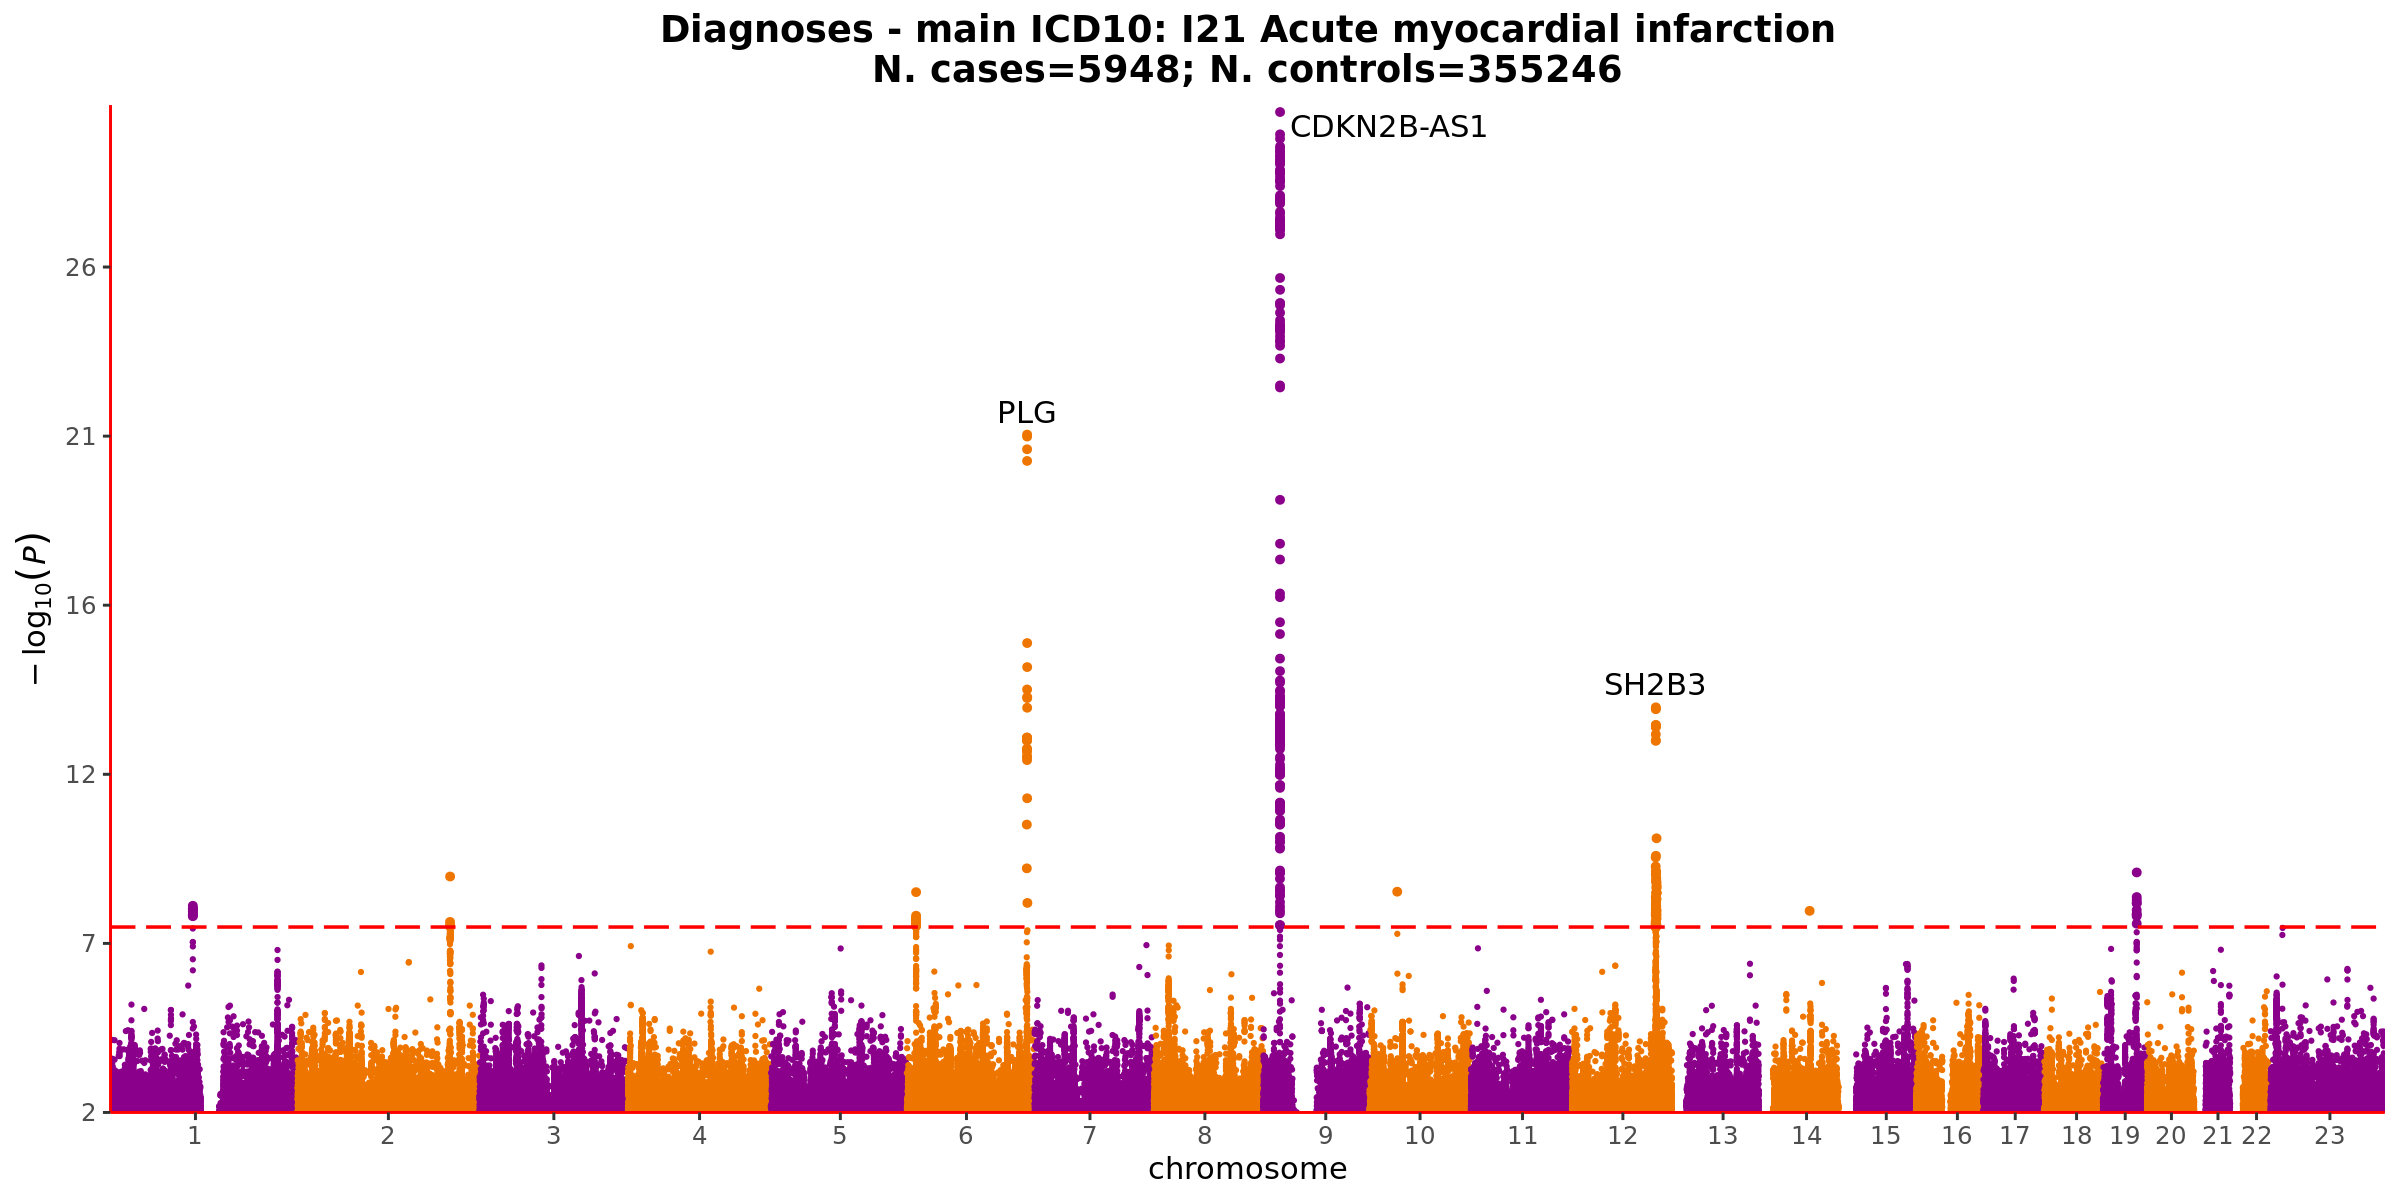 Diagnoses - main ICD10: I21 Acute myocardial infarction
N. cases=5948; N. controls=355246
CDKN2B-AS1
26
PLG
21
− log10(P)
16
SH2B3
12
7
2
1 2 3 4 5 6 7 8 9 10 11 12 13 14 15 16 17 18 19 20 21 22 23
chromosome